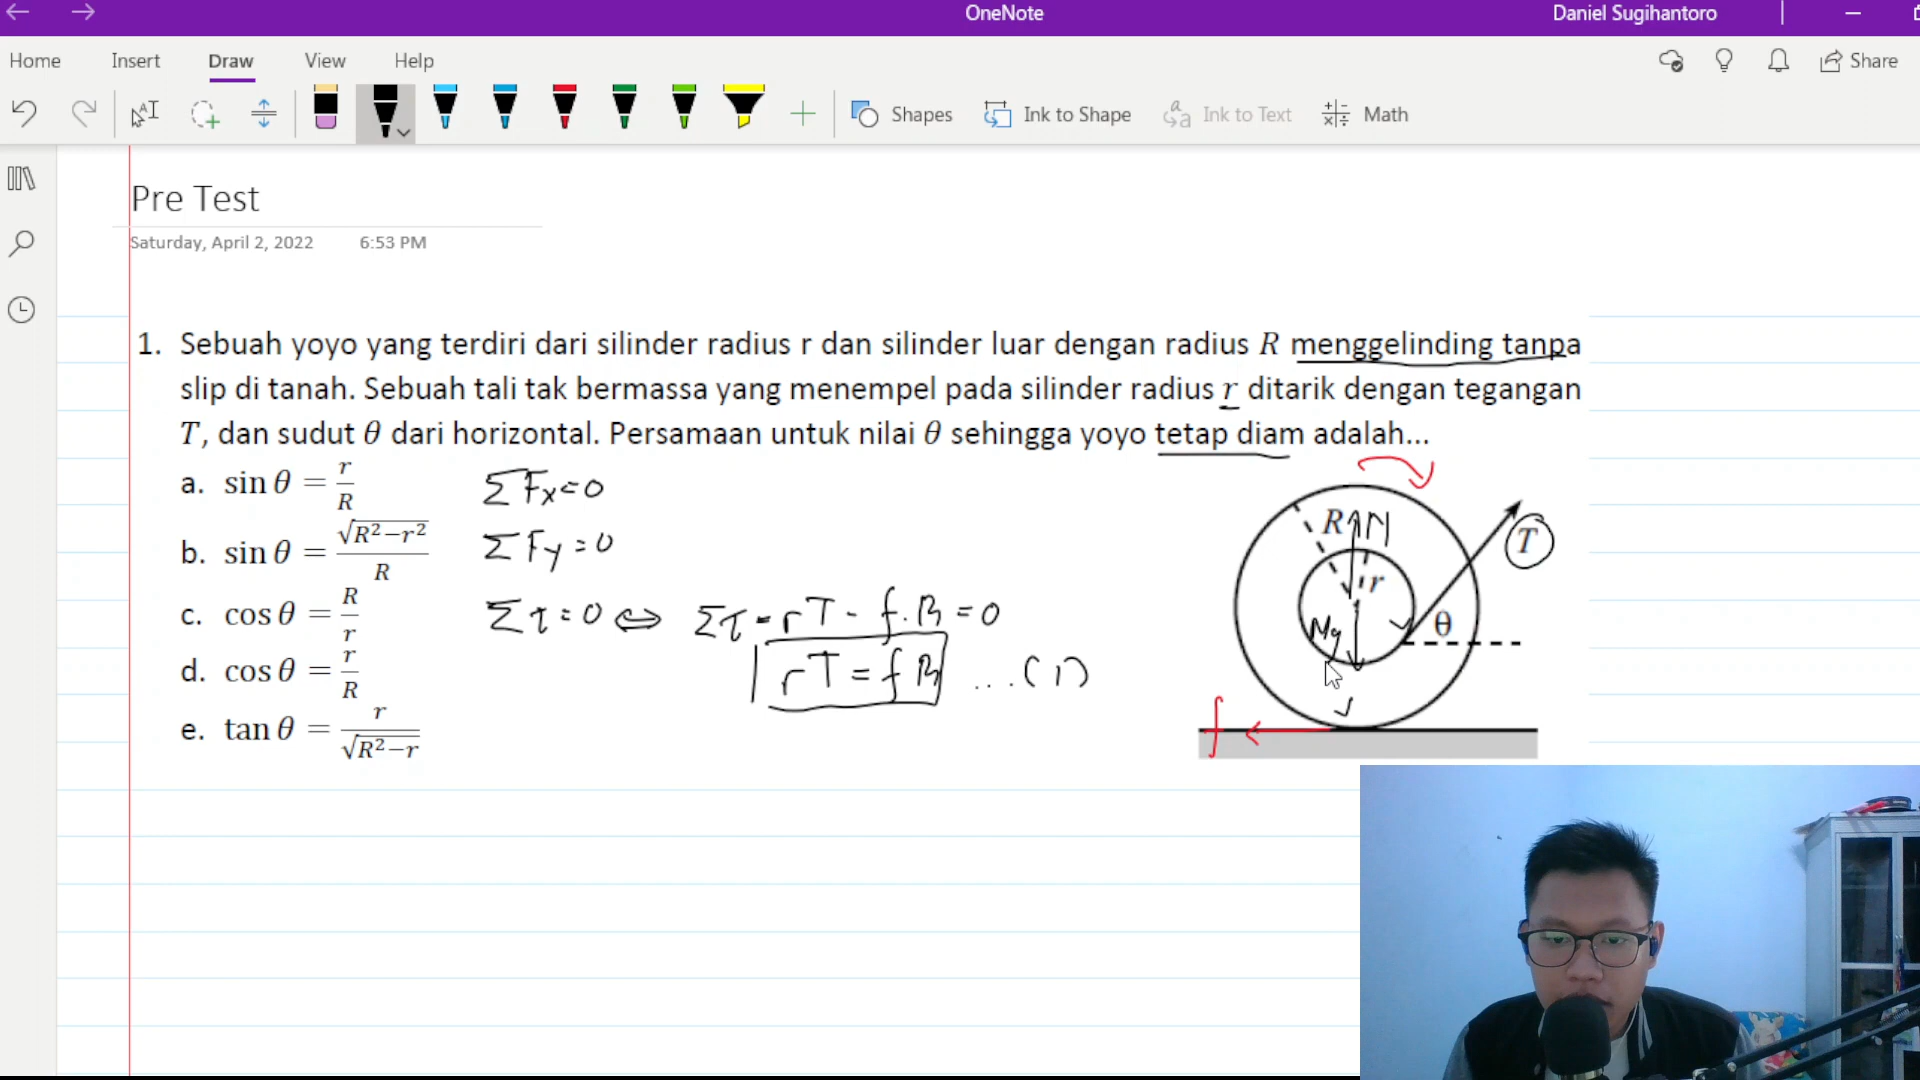 OneNote
Daniel Sugihantoro
Home Insert Draw View Help
Share
Shapes Ink to Shape Ink to Text Math
Pre Test
Saturday, April 2, 2022 6:53 PM
1. Sebuah yoyo yang terdiri dari silinder radius r dan silinder luar dengan radius R menggelinding tanpa
slip di tanah. Sebuah tali tak bermassa yang menempel pada silinder radius r ditarik dengan tegangan
T, dan sudut θ dari horizontal. Persamaan untuk nilai θ sehingga yoyo tetap diam adalah...
a. sin θ = r/R
b. sin θ = √(R²−r²)/R
c. cos θ = R/r
d. cos θ = r/R
e. tan θ = r/√(R²−r)
ΣFx=0
ΣFy=0
Στ=0 ⇔ Στ=rT-f.R=0
rT=fR ...(1)
R N
T
r
θ
Mg
f